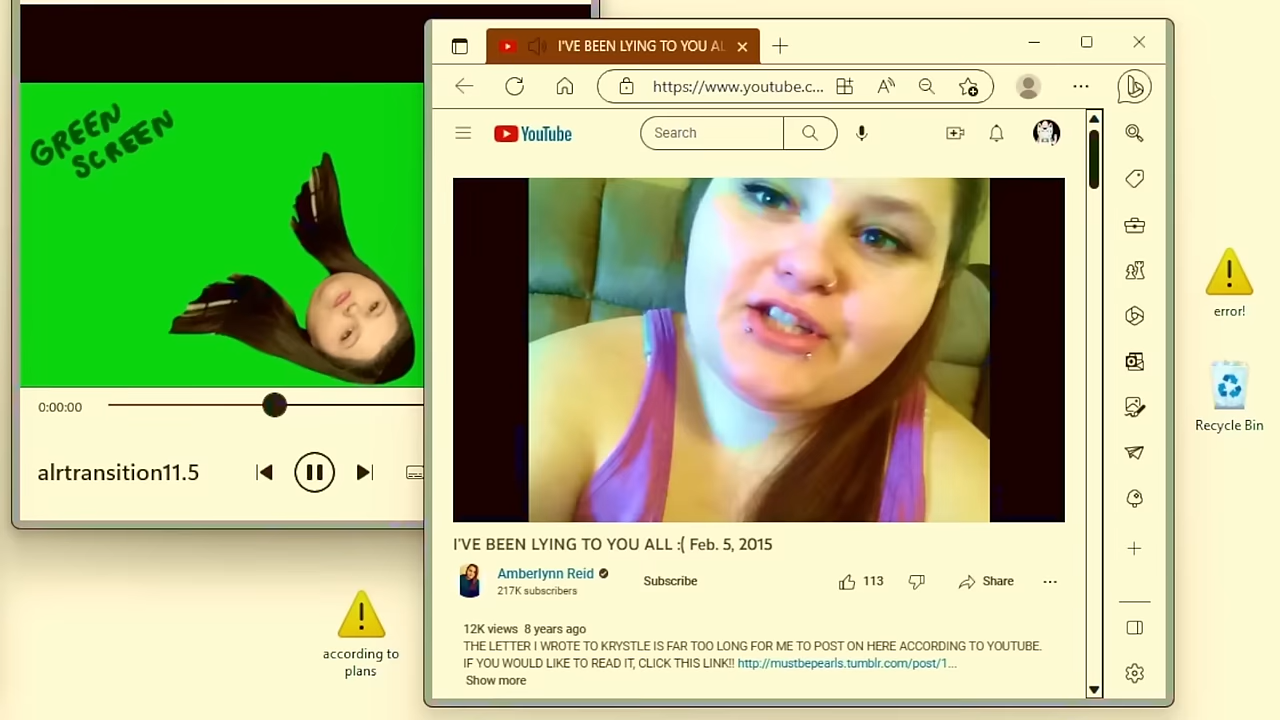 GREEN
SCREEN
0:00:00
alrtransition11.5
I'VE BEEN LYING TO YOU AL
https://www.youtube.c...
YouTube
Search
I'VE BEEN LYING TO YOU ALL :( Feb. 5, 2015
Amberlynn Reid
217K subscribers
Subscribe
113
Share
12K views 8 years ago
THE LETTER I WROTE TO KRYSTLE IS FAR TOO LONG FOR ME TO POST ON HERE ACCORDING TO YOUTUBE.
IF YOU WOULD LIKE TO READ IT, CLICK THIS LINK!! http://mustbepearls.tumblr.com/post/1...
Show more
error!
Recycle Bin
according to
plans